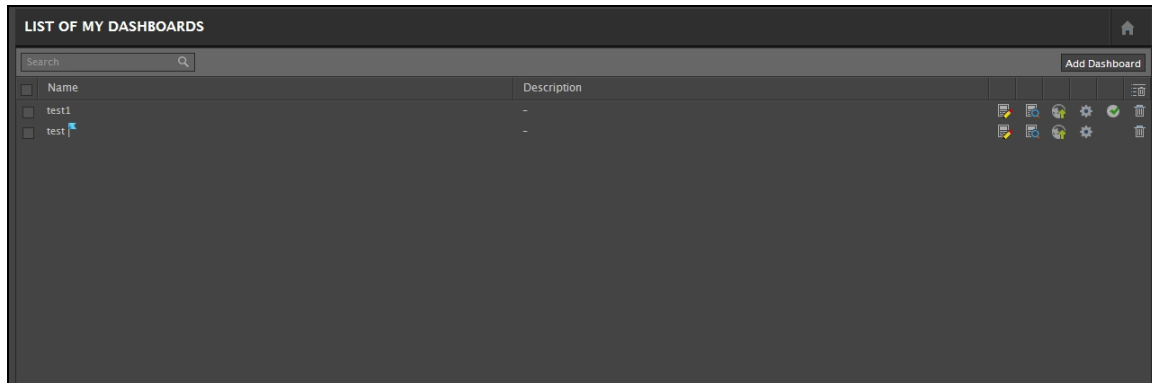 LIST OF MY DASHBOARDS
Search
Add Dashboard
Name Description
test1 -
test -